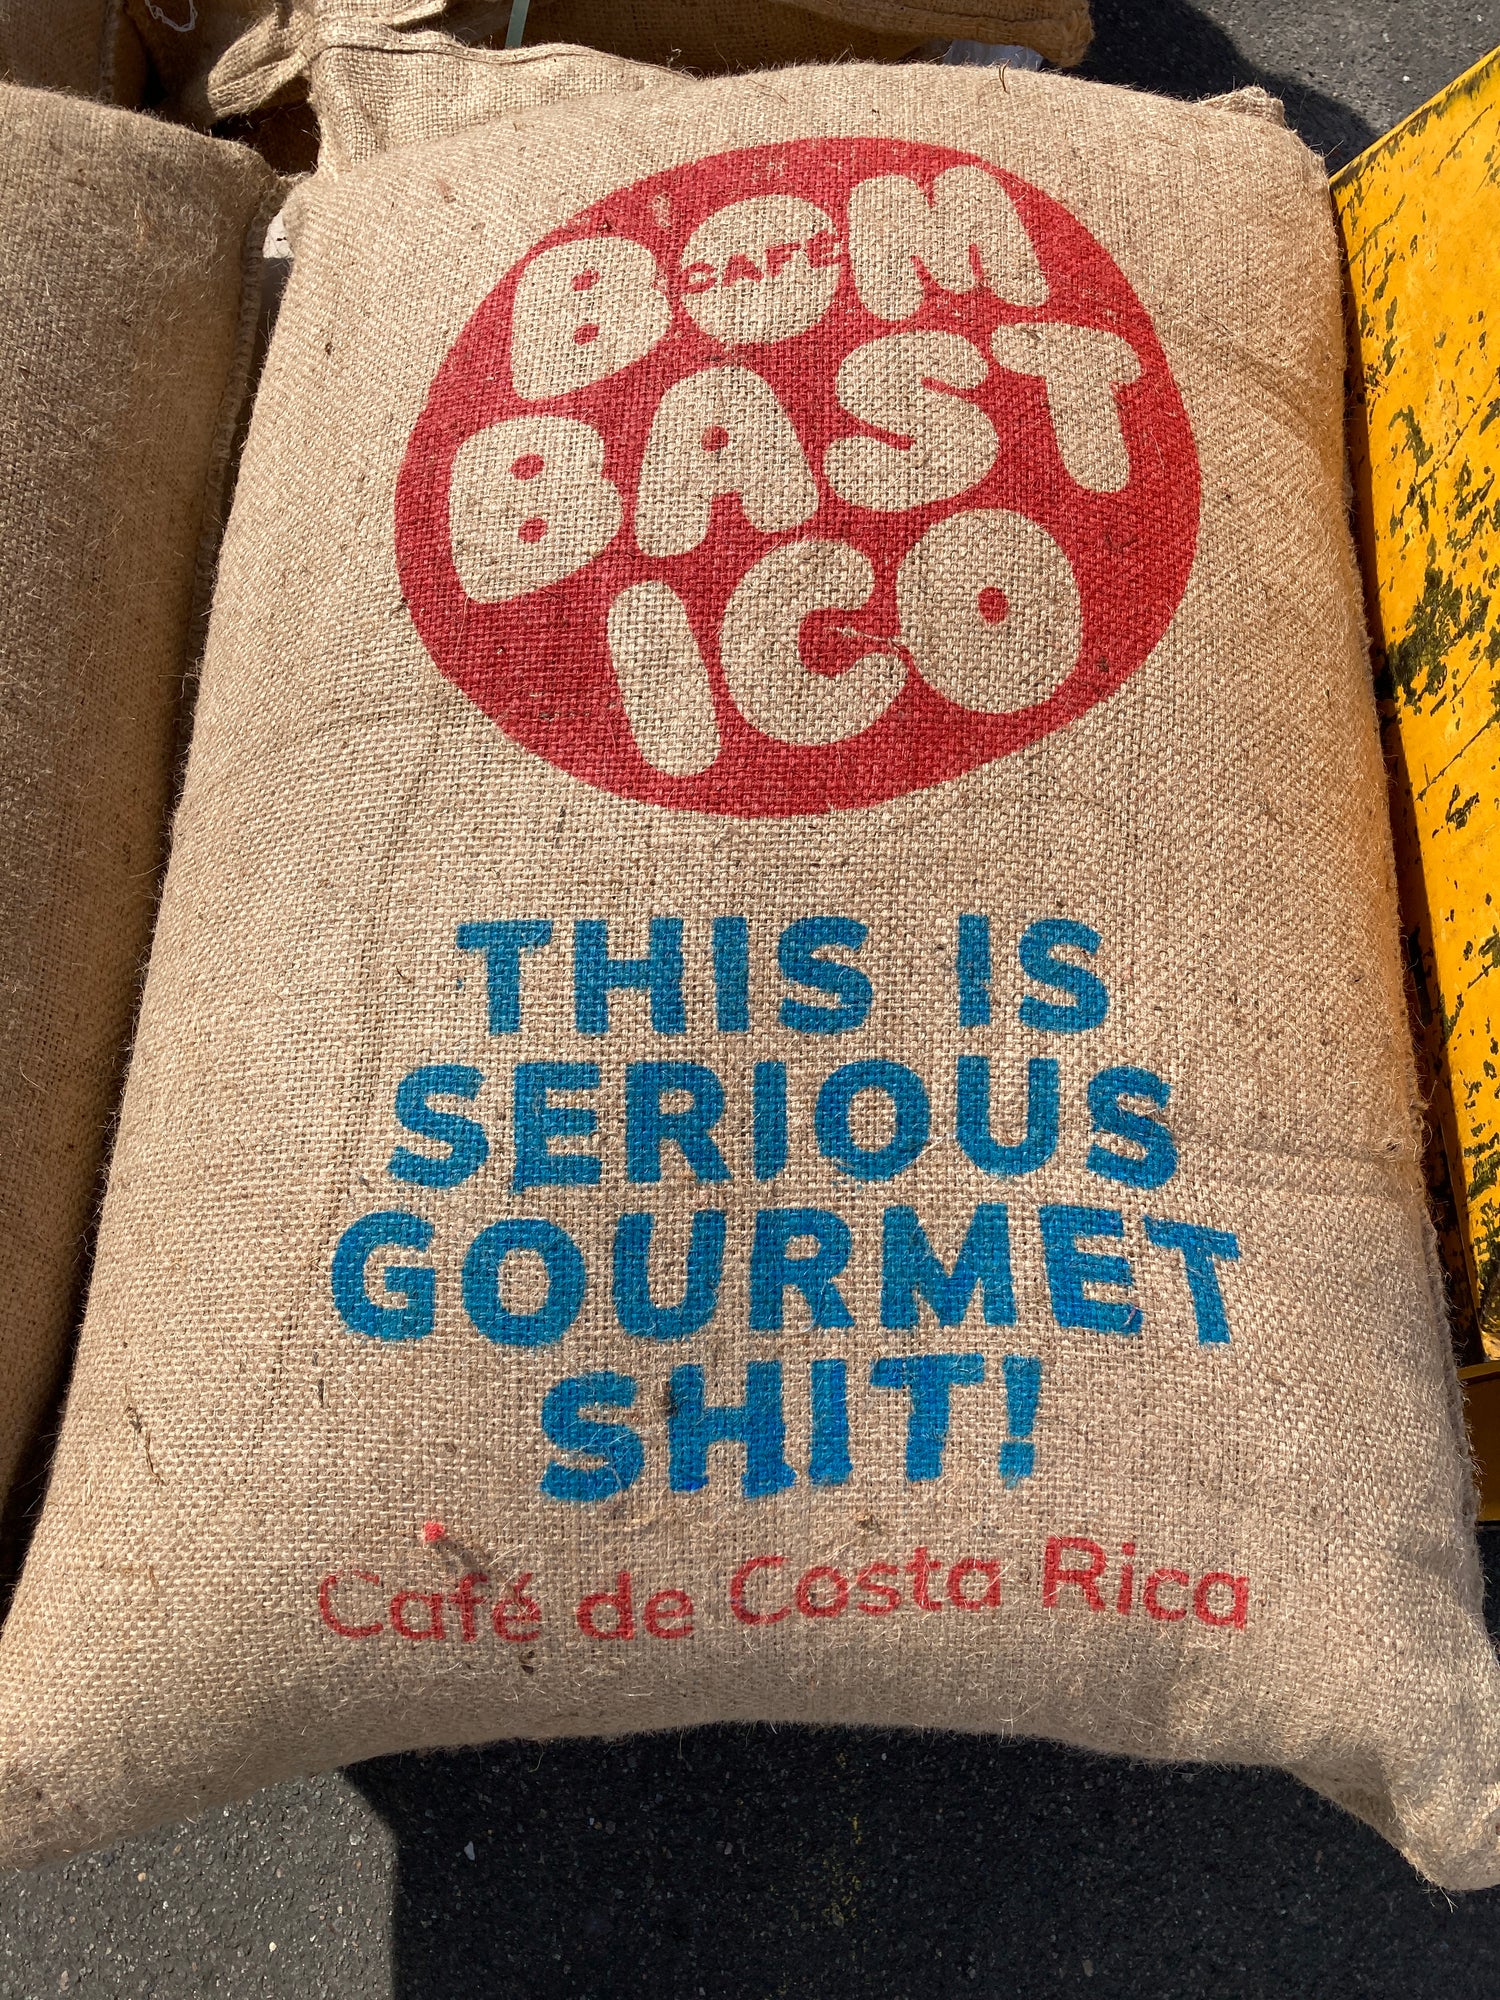 BOM
CAFÉ
BAST
ICO
THIS IS
SERIOUS
GOURMET
SHIT!
Café de Costa Rica